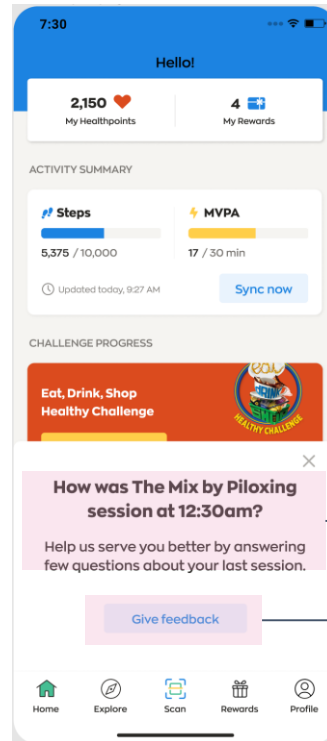 7:30
Hello!
2,150
4
My Healthpoints
My Rewards
ACTIVITY SUMMARY
Steps
MVPA
5,375 / 10,000
17 / 30 min
Updated today, 9:27 AM
Sync now
CHALLENGE PROGRESS
Eat, Drink, Shop
Healthy Challenge
eat
DRINK
HEALTHY CHALLENGE
How was The Mix by Piloxing
session at 12:30am?
Help us serve you better by answering
few questions about your last session.
Give feedback
Home
Explore
Scan
Rewards
Profile